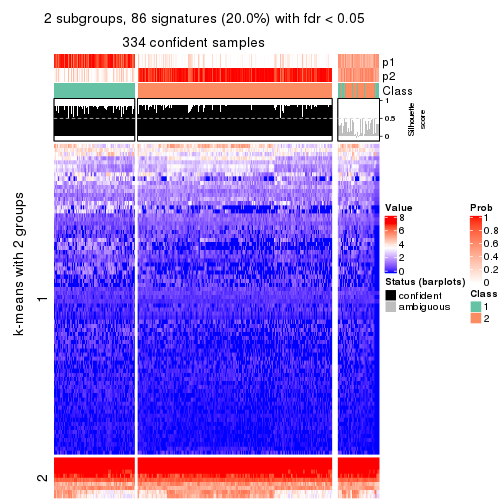 2 subgroups, 86 signatures (20.0%) with fdr < 0.05
334 confident samples
p1
p2
Class
1
0.5
0
Silhouette
score
k-means with 2 groups
1
2
Value
8
6
4
2
0
Status (barplots)
confident
ambiguous
Prob
1
0.8
0.6
0.4
0.2
0
Class
1
2